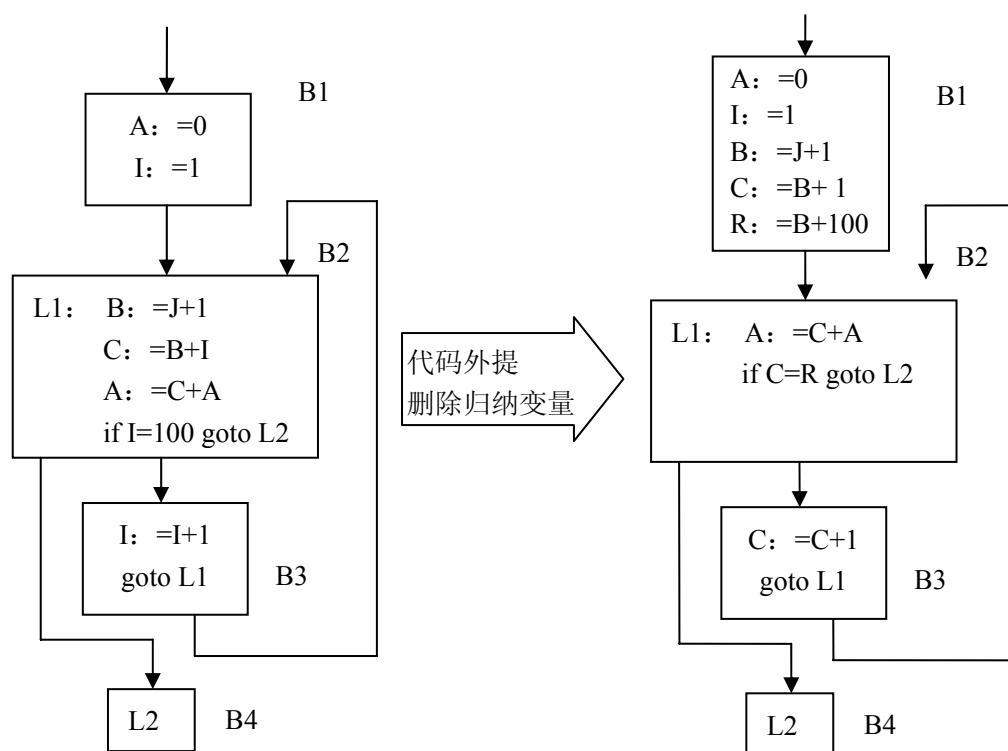 B1
A：=0
I：=1
B2
L1： B：=J+1
C：=B+I
A：=C+A
if I=100 goto L2
I：=I+1
goto L1
B3
L2
B4
代码外提
删除归纳变量
A：=0
I：=1
B：=J+1
C：=B+ 1
R：=B+100
B1
B2
L1： A：=C+A
if C=R goto L2
C：=C+1
goto L1
B3
L2
B4